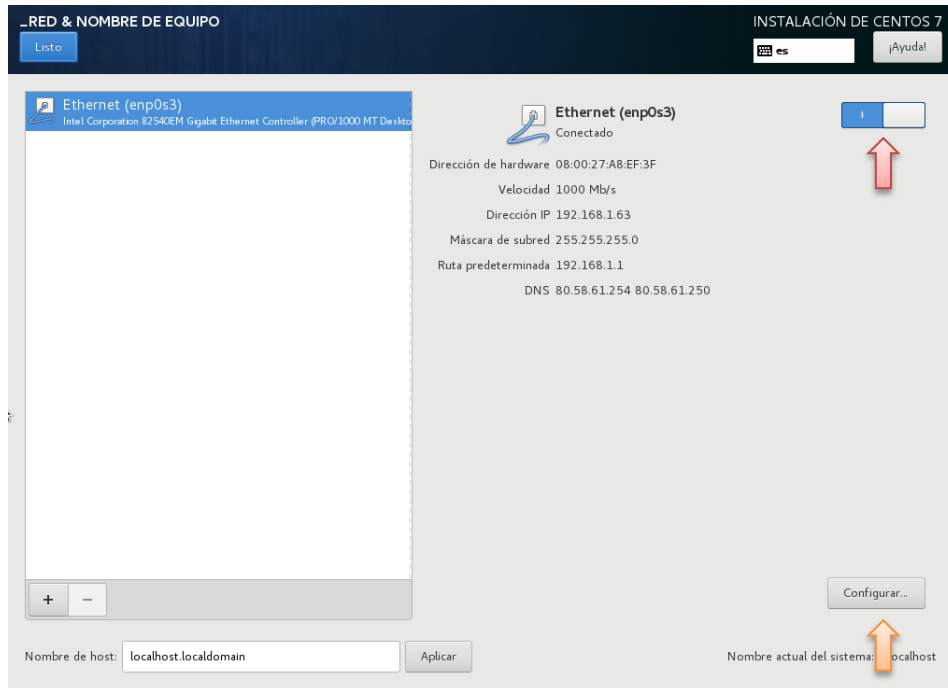 _RED & NOMBRE DE EQUIPO
INSTALACIÓN DE CENTOS 7
Listo
es
¡Ayuda!
Ethernet (enp0s3)
Intel Corporation 82540EM Gigabit Ethernet Controller (PRO/1000 MT Deskto
Ethernet (enp0s3)
Conectado
Dirección de hardware 08:00:27:A8:EF:3F
Velocidad 1000 Mb/s
Dirección IP 192.168.1.63
Máscara de subred 255.255.255.0
Ruta predeterminada 192.168.1.1
DNS 80.58.61.254 80.58.61.250
+ −
Configurar...
Nombre de host: localhost.localdomain
Aplicar
Nombre actual del sistema: ocalhost